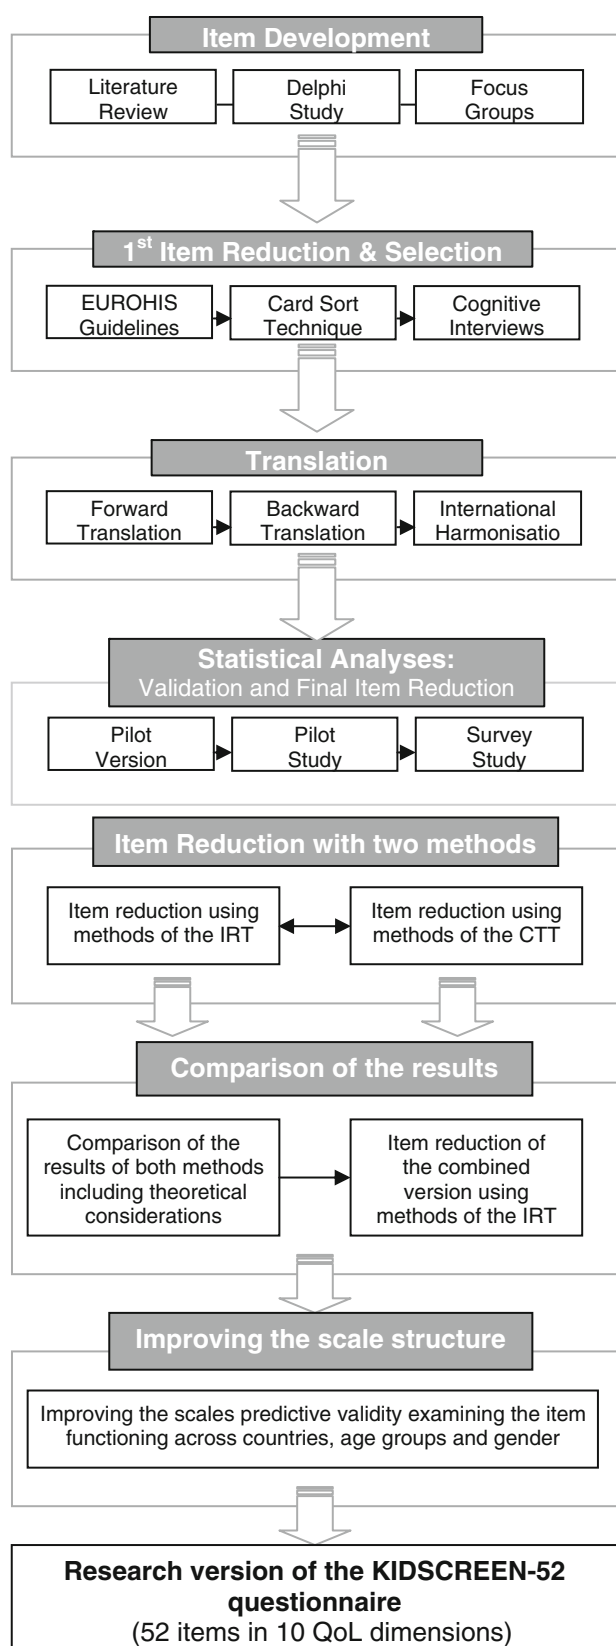 Item Development
Literature
Review
Delphi
Study
Focus
Groups
1st Item Reduction & Selection
EUROHIS
Guidelines
Card Sort
Technique
Cognitive
Interviews
Translation
Forward
Translation
Backward
Translation
International
Harmonisatio
Statistical Analyses:
Validation and Final Item Reduction
Pilot
Version
Pilot
Study
Survey
Study
Item Reduction with two methods
Item reduction using
methods of the IRT
Item reduction using
methods of the CTT
Comparison of the results
Comparison of the
results of both methods
including theoretical
considerations
Item reduction of
the combined
version using
methods of the IRT
Improving the scale structure
Improving the scales predictive validity examining the item
functioning across countries, age groups and gender
Research version of the KIDSCREEN-52
questionnaire
(52 items in 10 QoL dimensions)